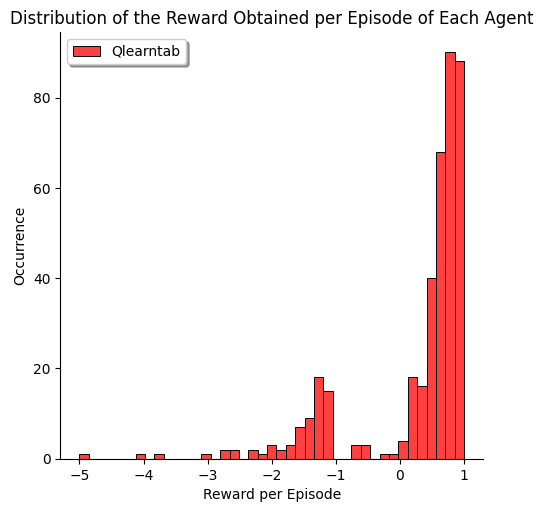 Distribution of the Reward Obtained per Episode of Each Agent
Qlearntab
80
60
40
20
0
Occurrence
−5 −4 −3 −2 −1 0 1
Reward per Episode